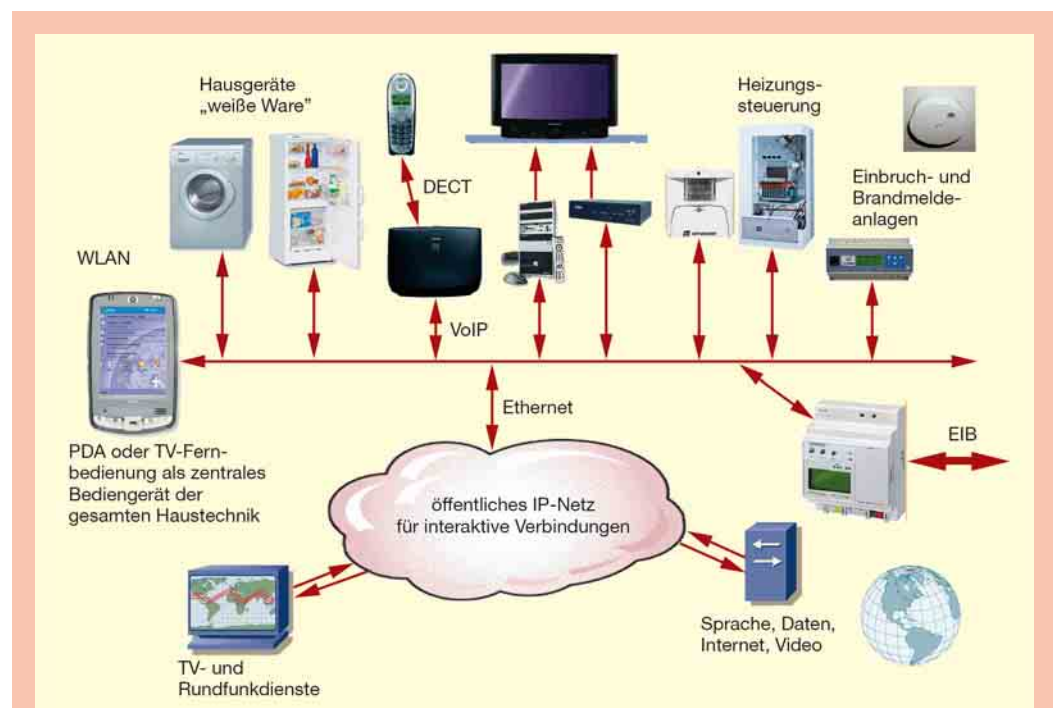 Hausgeräte
„weiße Ware”
DECT
Heizungs-
steuerung
Einbruch- und
Brandmelde-
anlagen
WLAN
VoIP
Ethernet
EIB
PDA oder TV-Fern-
bedienung als zentrales
Bediengerät der
gesamten Haustechnik
öffentliches IP-Netz
für interaktive Verbindungen
Sprache, Daten,
Internet, Video
TV- und
Rundfunkdienste